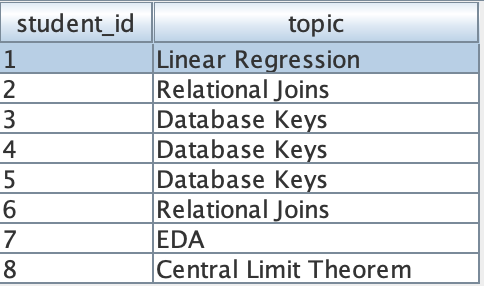 student_id topic
1 Linear Regression
2 Relational Joins
3 Database Keys
4 Database Keys
5 Database Keys
6 Relational Joins
7 EDA
8 Central Limit Theorem